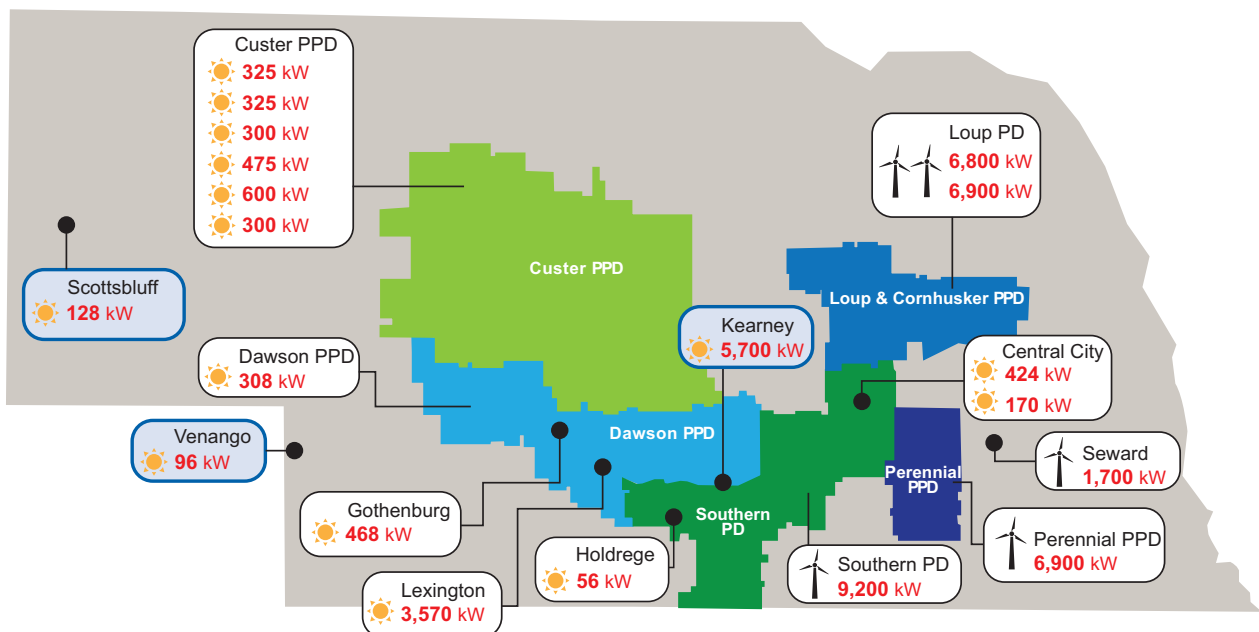 Custer PPD
325 kW
325 kW
300 kW
475 kW
600 kW
300 kW
Loup PD
6,800 kW
6,900 kW
Custer PPD
Scottsbluff
128 kW
Loup & Cornhusker PPD
Kearney
5,700 kW
Dawson PPD
308 kW
Central City
424 kW
170 kW
Venango
96 kW
Dawson PPD
Seward
1,700 kW
Perennial
PPD
Gothenburg
468 kW
Southern
PD
Holdrege
56 kW
Southern PD
9,200 kW
Perennial PPD
6,900 kW
Lexington
3,570 kW